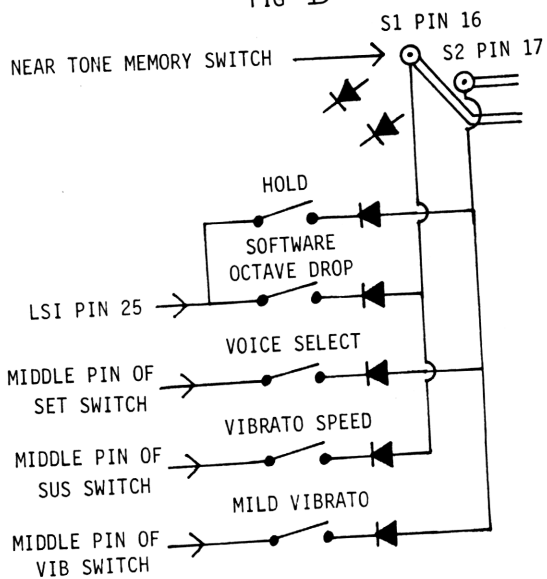 FIG D
S1 PIN 16
S2 PIN 17
NEAR TONE MEMORY SWITCH
HOLD
SOFTWARE
OCTAVE DROP
LSI PIN 25
VOICE SELECT
MIDDLE PIN OF
SET SWITCH
VIBRATO SPEED
MIDDLE PIN OF
SUS SWITCH
MILD VIBRATO
MIDDLE PIN OF
VIB SWITCH